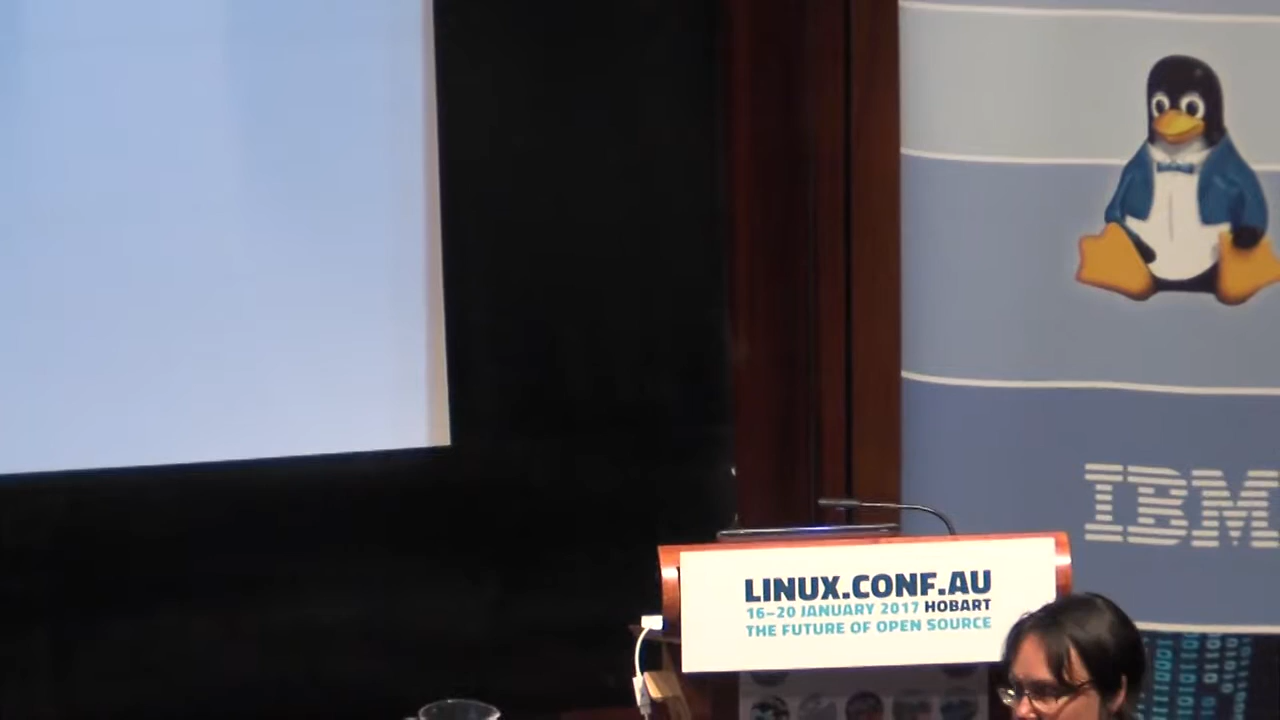 IBM
LINUX.CONF.AU
16–20 JANUARY 2017 HOBART
THE FUTURE OF OPEN SOURCE